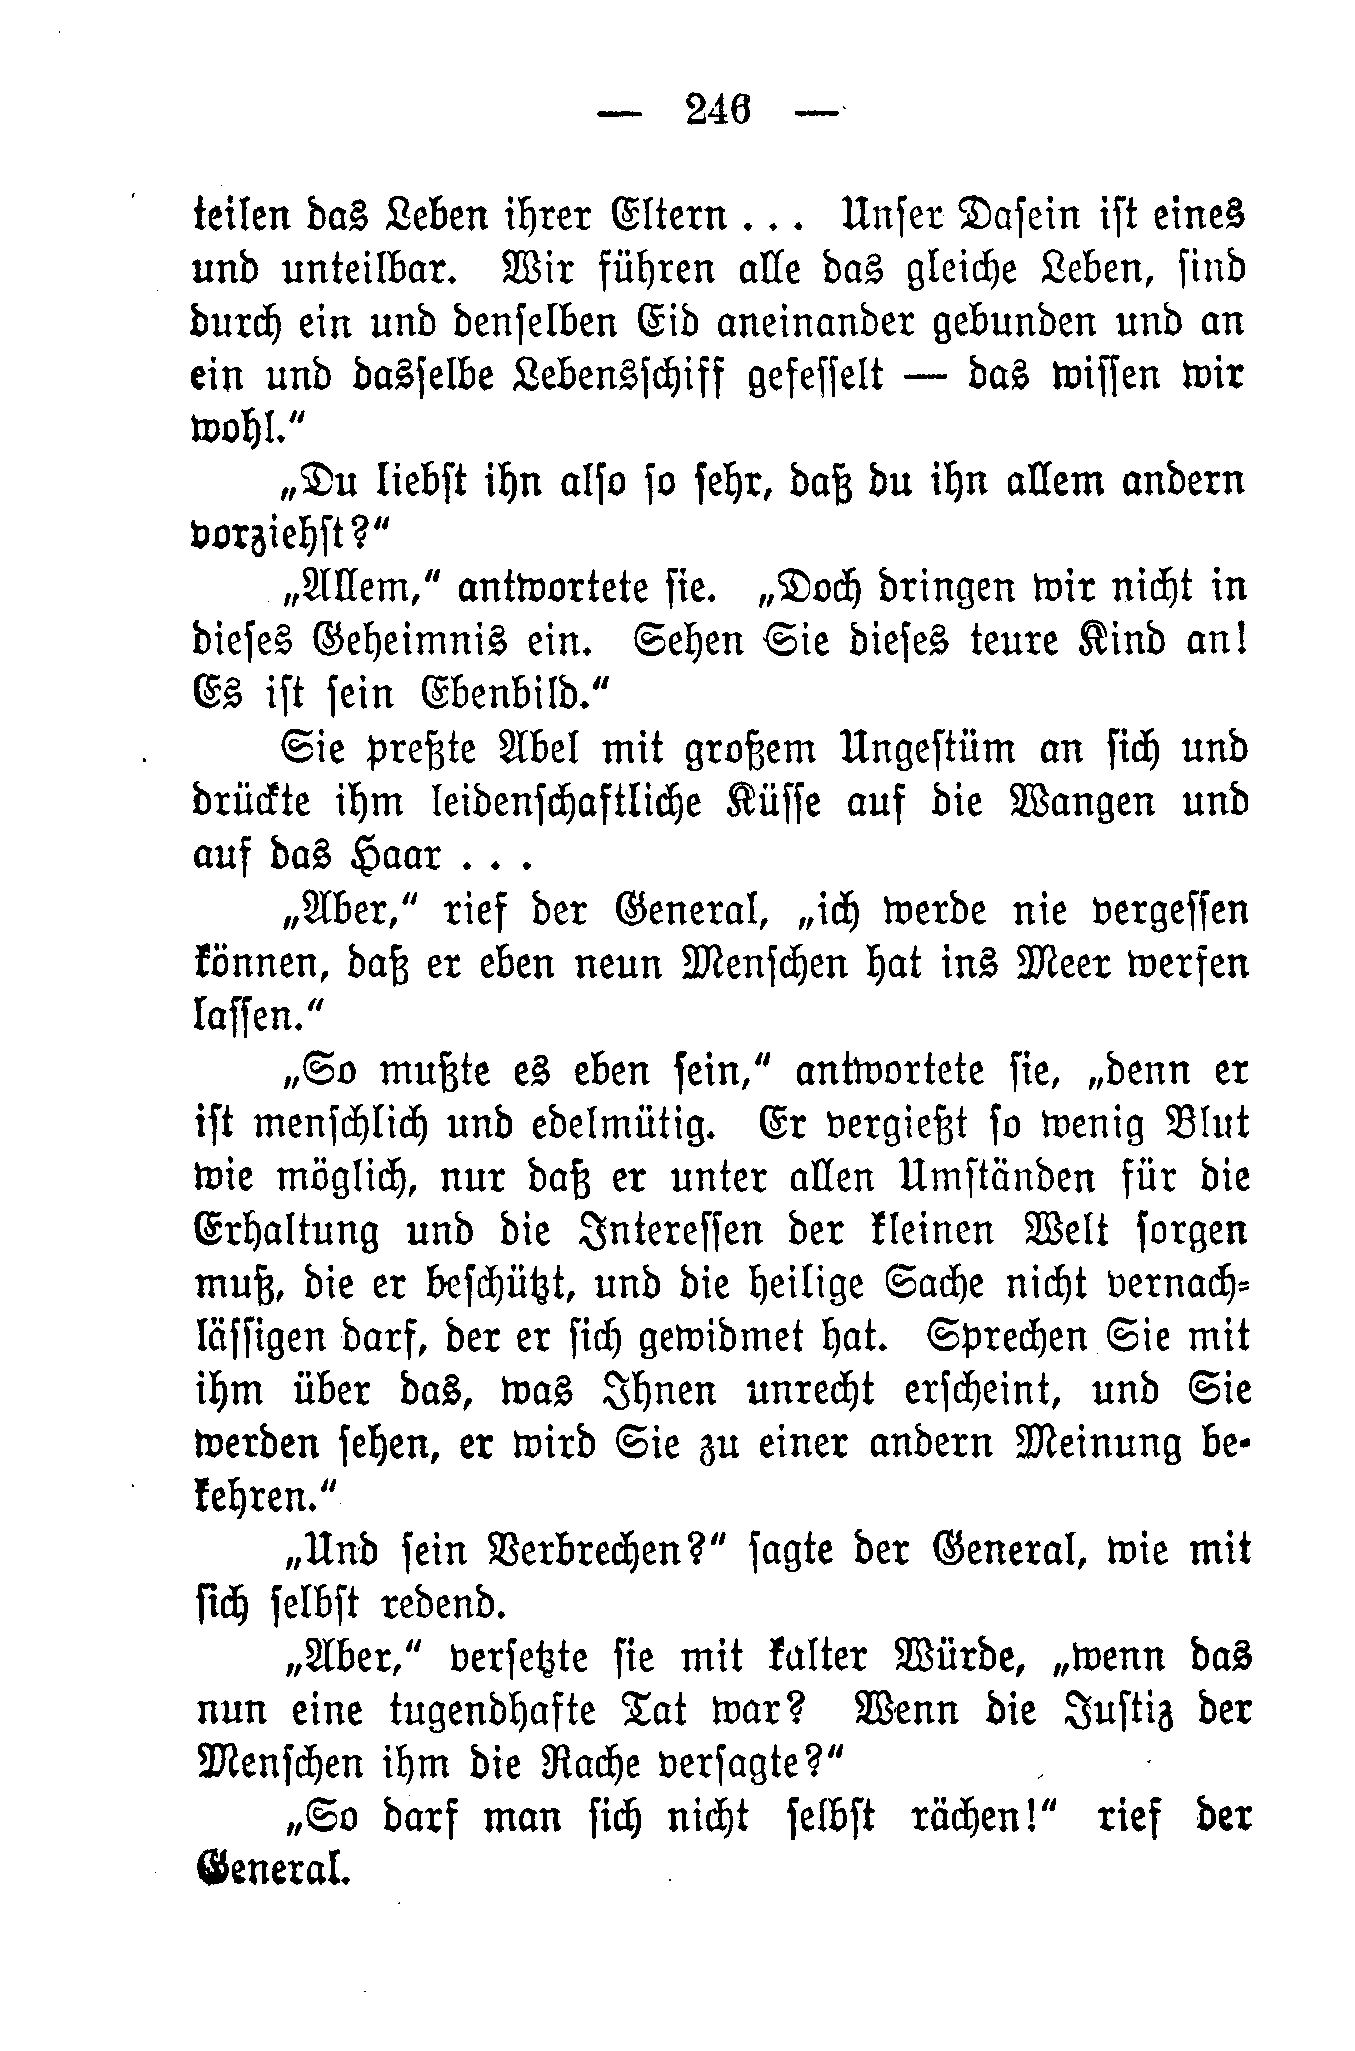 — 246 —
teilen das Leben ihrer Eltern . . . Unser Dasein ist eines
und unteilbar. Wir führen alle das gleiche Leben, sind
durch ein und denselben Eid aneinander gebunden und an
ein und dasselbe Lebensschiff gefesselt — das wissen wir
wohl.“
„Du liebst ihn also so sehr, daß du ihn allem andern
vorziehst?“
„Allem,“ antwortete sie. „Doch dringen wir nicht in
dieses Geheimnis ein. Sehen Sie dieses teure Kind an!
Es ist sein Ebenbild.“
Sie preßte Abel mit großem Ungestüm an sich und
drückte ihm leidenschaftliche Küsse auf die Wangen und
auf das Haar . . .
„Aber,“ rief der General, „ich werde nie vergessen
können, daß er eben neun Menschen hat ins Meer werfen
lassen.“
„So mußte es eben sein,“ antwortete sie, „denn er
ist menschlich und edelmütig. Er vergießt so wenig Blut
wie möglich, nur daß er unter allen Umständen für die
Erhaltung und die Interessen der kleinen Welt sorgen
muß, die er beschützt, und die heilige Sache nicht vernach-
lässigen darf, der er sich gewidmet hat. Sprechen Sie mit
ihm über das, was Ihnen unrecht erscheint, und Sie
werden sehen, er wird Sie zu einer andern Meinung be-
kehren.“
„Und sein Verbrechen?“ sagte der General, wie mit
sich selbst redend.
„Aber,“ versetzte sie mit kalter Würde, „wenn das
nun eine tugendhafte Tat war? Wenn die Justiz der
Menschen ihm die Rache versagte?“
„So darf man sich nicht selbst rächen!“ rief der
General.